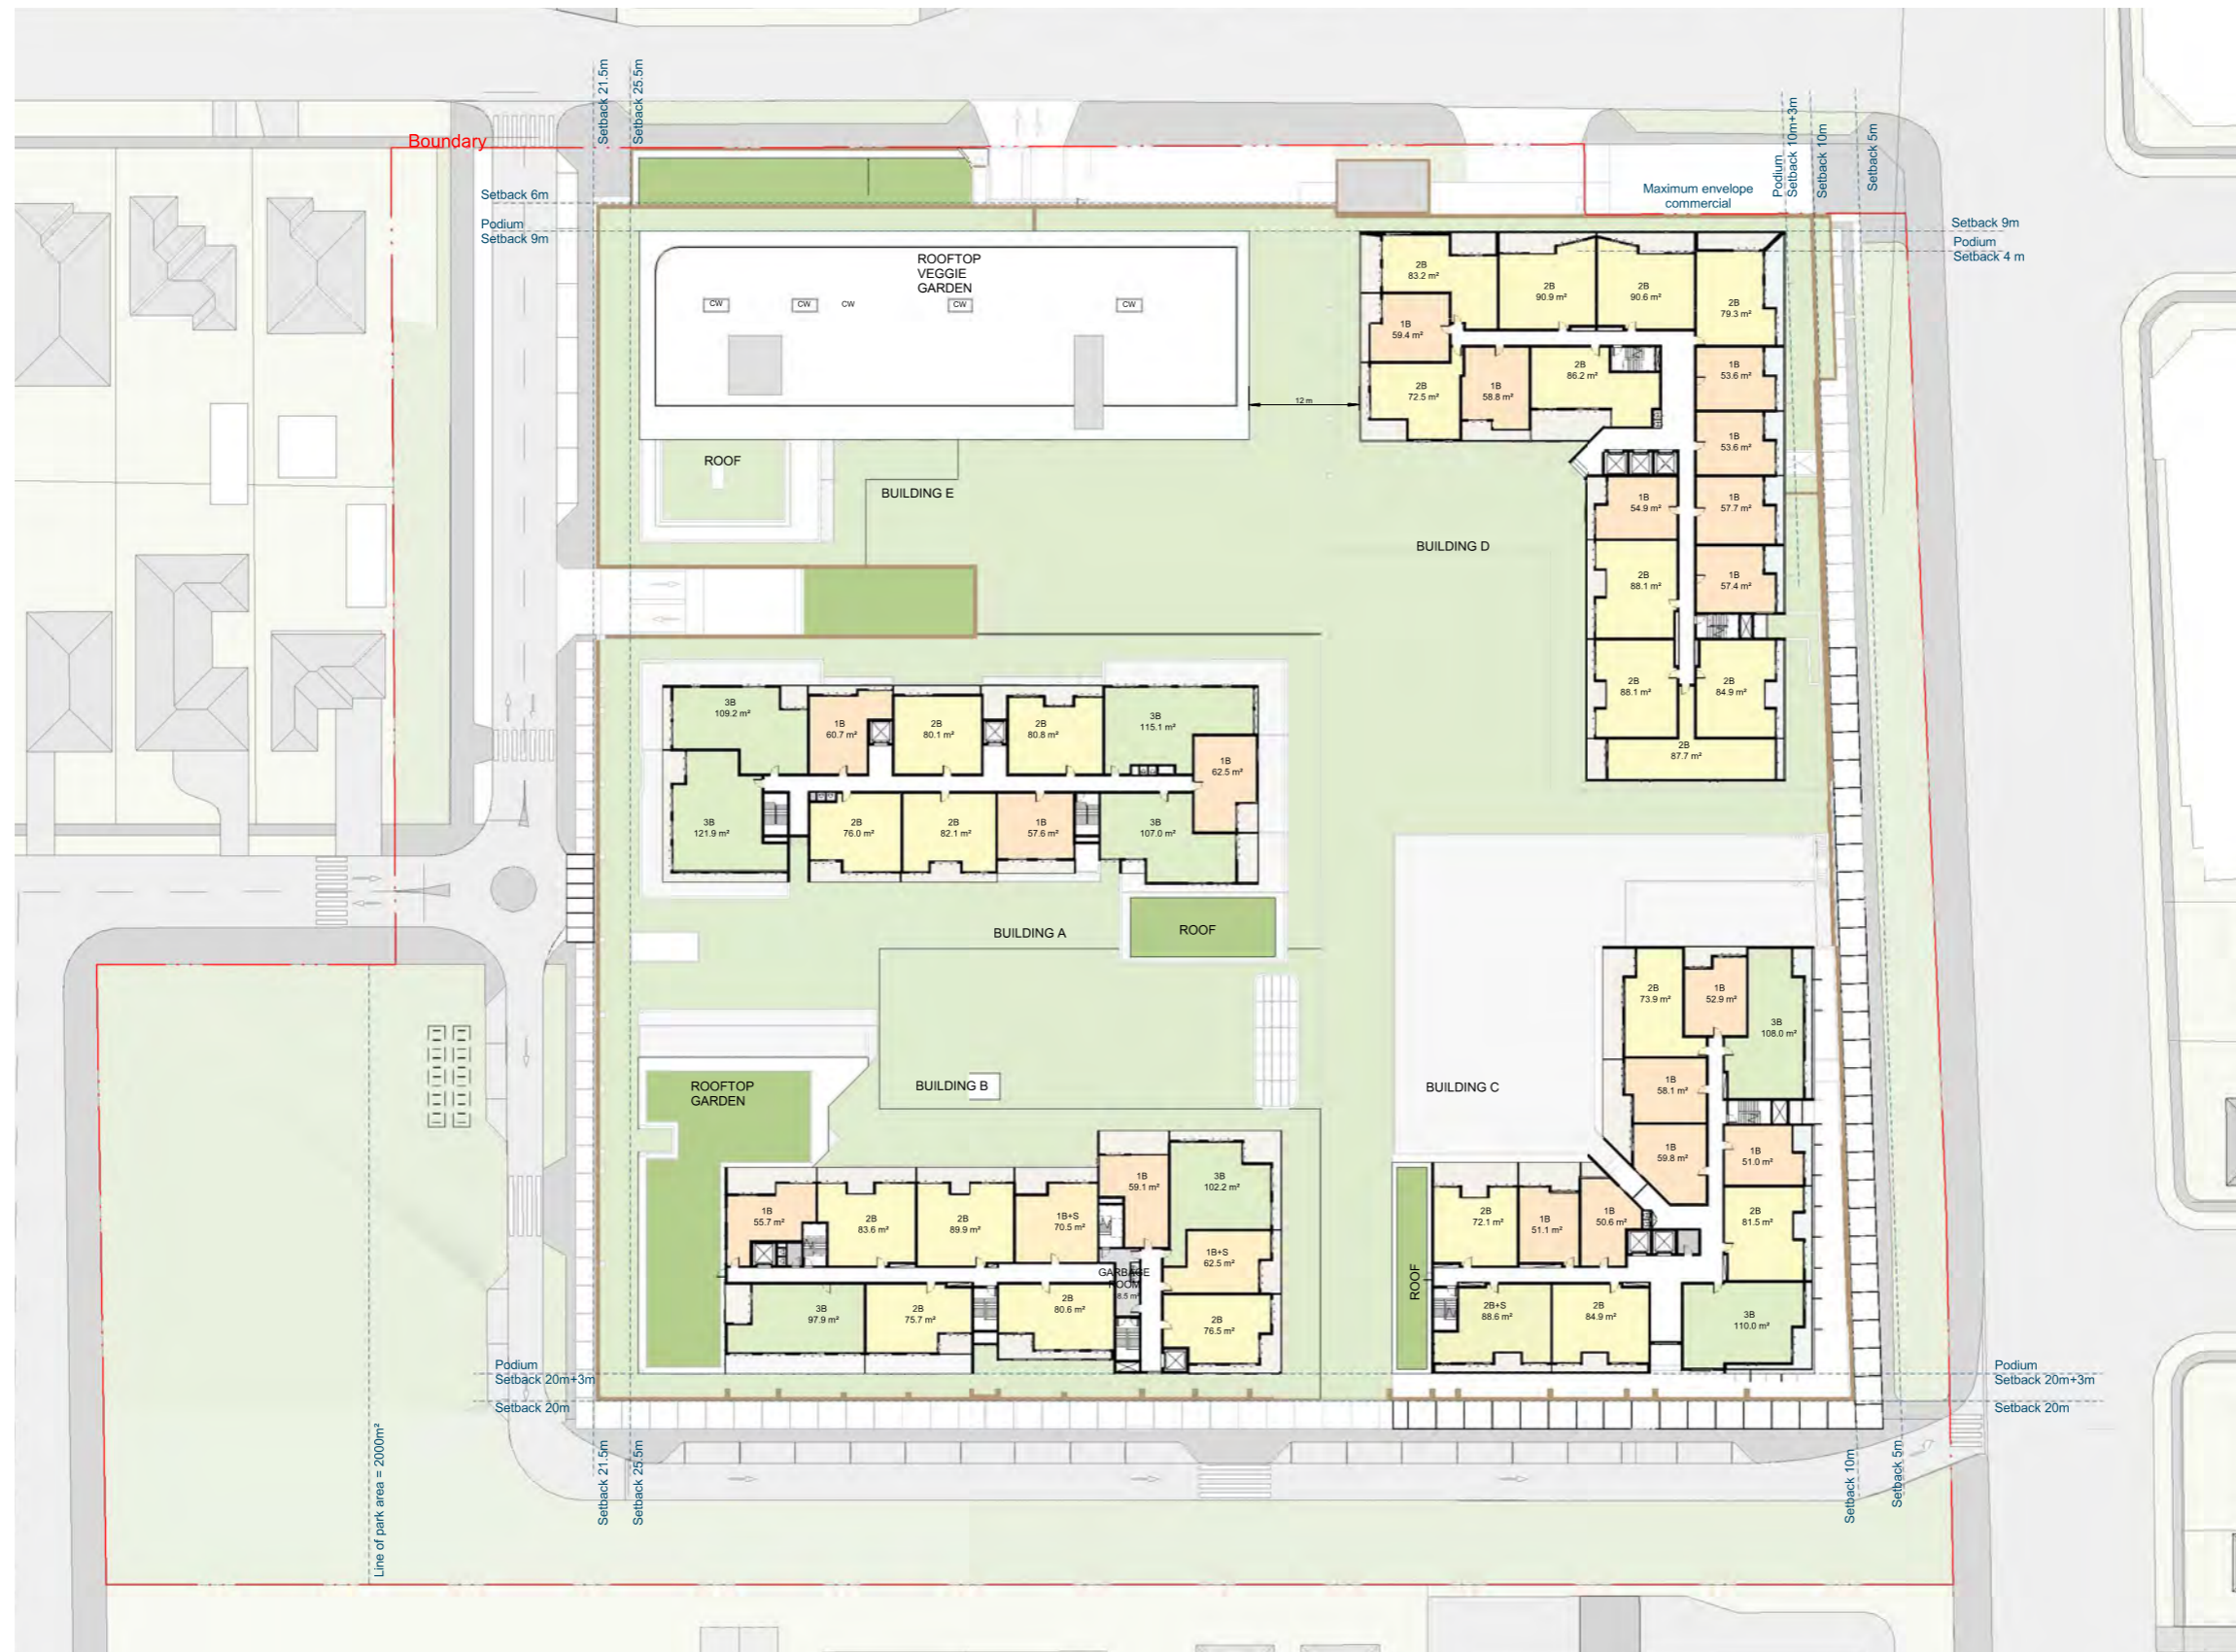 Setback 21.5m
Setback 25.5m
Podium
Setback 10m+3m
Setback 10m
Setback 5m
Boundary
Setback 6m
Podium
Setback 9m
Maximum envelope
commercial
Setback 9m
Podium
Setback 4 m
ROOFTOP
VEGGIE
GARDEN
CW
CW
CW
CW
CW
2B
83.2 m²
2B
90.9 m²
2B
90.6 m²
2B
79.3 m²
1B
59.4 m²
2B
72.5 m²
1B
58.8 m²
2B
86.2 m²
1B
53.6 m²
12 m
1B
53.6 m²
ROOF
BUILDING E
1B
54.9 m²
1B
57.7 m²
BUILDING D
2B
88.1 m²
1B
57.4 m²
2B
88.1 m²
2B
84.9 m²
2B
87.7 m²
3B
109.2 m²
1B
60.7 m²
2B
80.1 m²
2B
80.8 m²
3B
115.1 m²
1B
62.5 m²
3B
121.9 m²
2B
76.0 m²
2B
82.1 m²
1B
57.6 m²
3B
107.0 m²
BUILDING A
ROOF
2B
73.9 m²
1B
52.9 m²
3B
108.0 m²
ROOFTOP
GARDEN
BUILDING B
BUILDING C
1B
58.1 m²
1B
59.8 m²
1B
51.0 m²
1B
55.7 m²
2B
83.6 m²
2B
89.9 m²
1B+S
70.5 m²
1B
59.1 m²
3B
102.2 m²
1B+S
62.5 m²
GARBAGE
ROOM
8.5 m²
3B
97.9 m²
2B
75.7 m²
2B
80.6 m²
2B
76.5 m²
ROOF
2B
72.1 m²
1B
51.1 m²
1B
50.6 m²
2B
81.5 m²
2B+S
88.6 m²
2B
84.9 m²
3B
110.0 m²
Podium
Setback 20m+3m
Setback 20m
Podium
Setback 20m+3m
Setback 20m
Line of park area = 2000m²
Setback 21.5m
Setback 25.5m
Setback 10m
Setback 5m